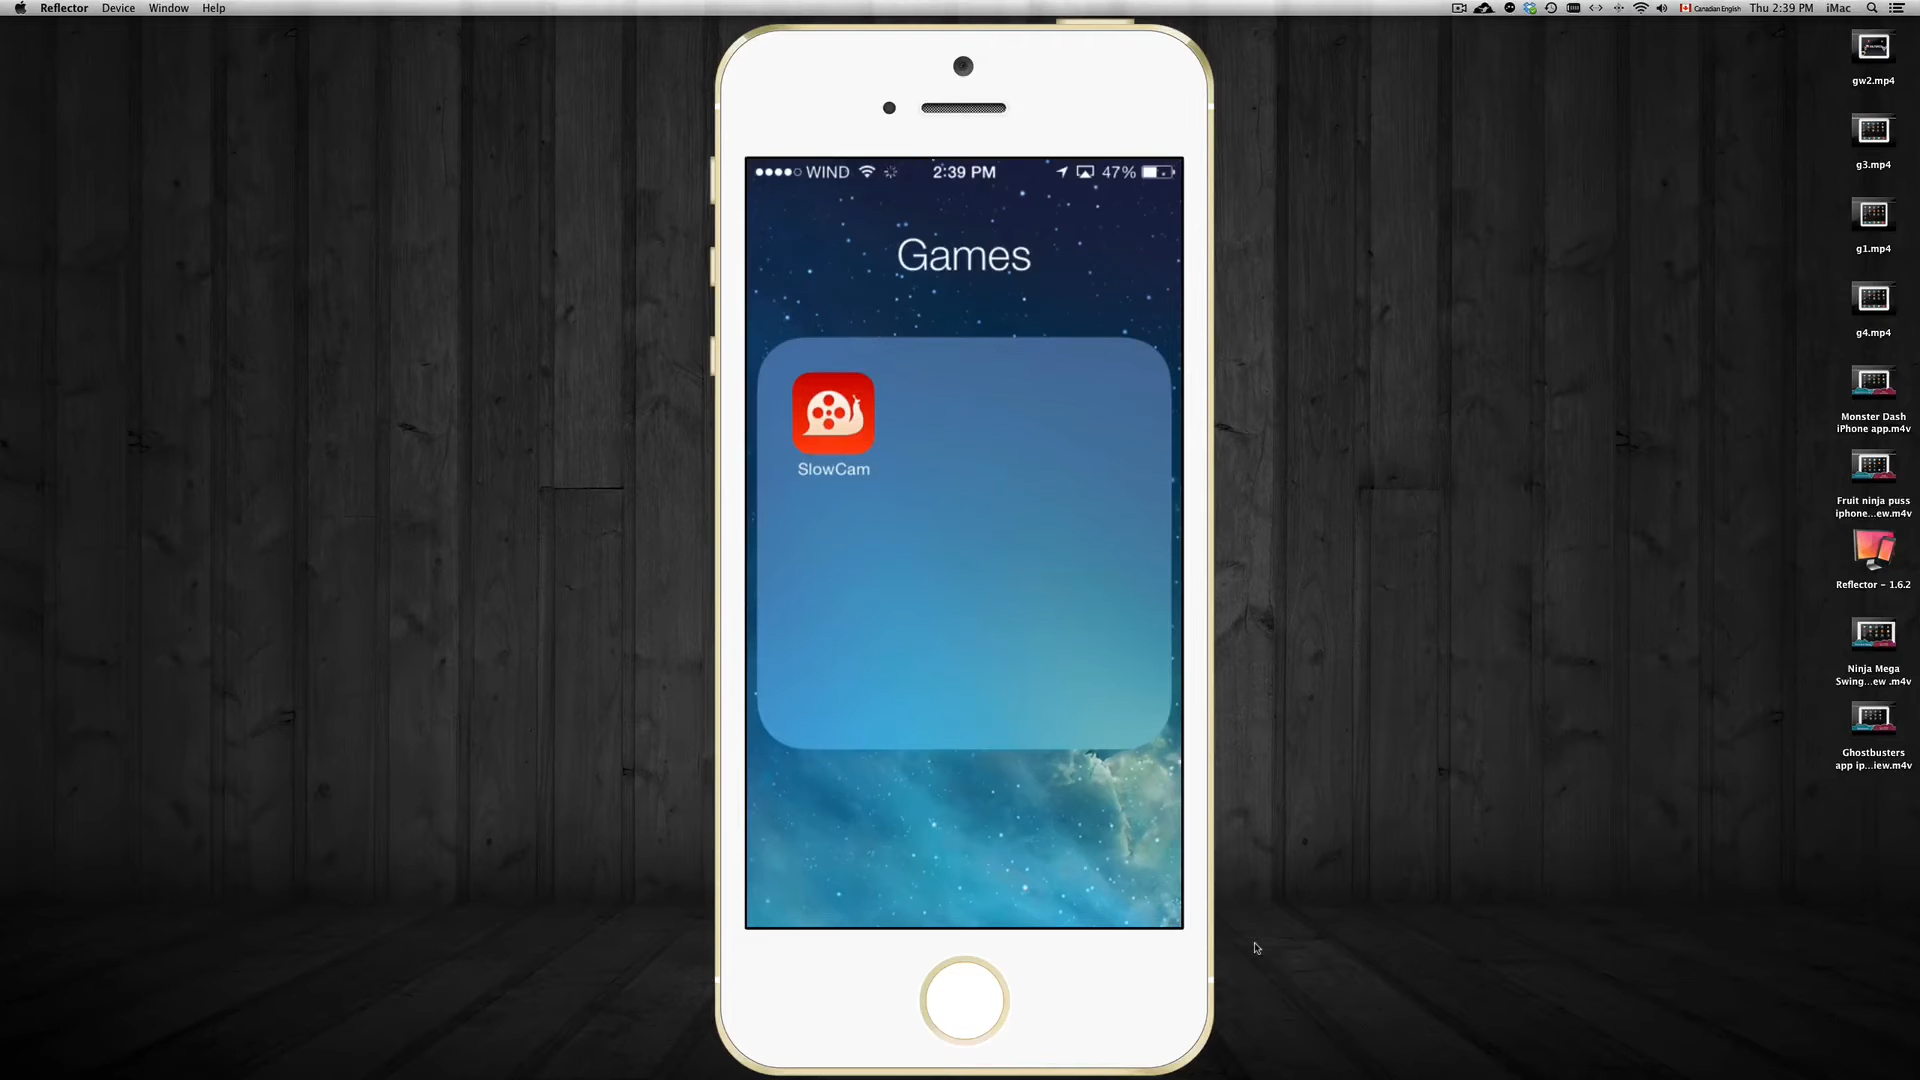 Reflector Device Window Help
Canadian English Thu 2:39 PM iMac
WIND 2:39 PM 47%
Games
SlowCam
gw2.mp4
g3.mp4
g1.mp4
g4.mp4
Monster Dash
iPhone app.m4v
Fruit ninja puss
iphone...ew.m4v
Reflector - 1.6.2
Ninja Mega
Swing...ew .m4v
Ghostbusters
app ip...iew.m4v